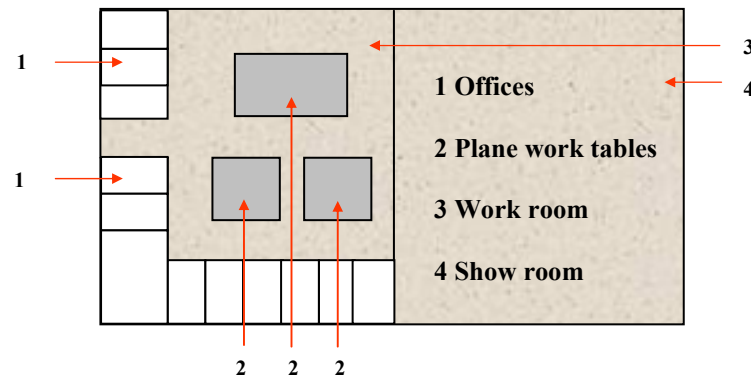 3
1
1 Offices
4
2 Plane work tables
1
3 Work room
4 Show room
2 2 2